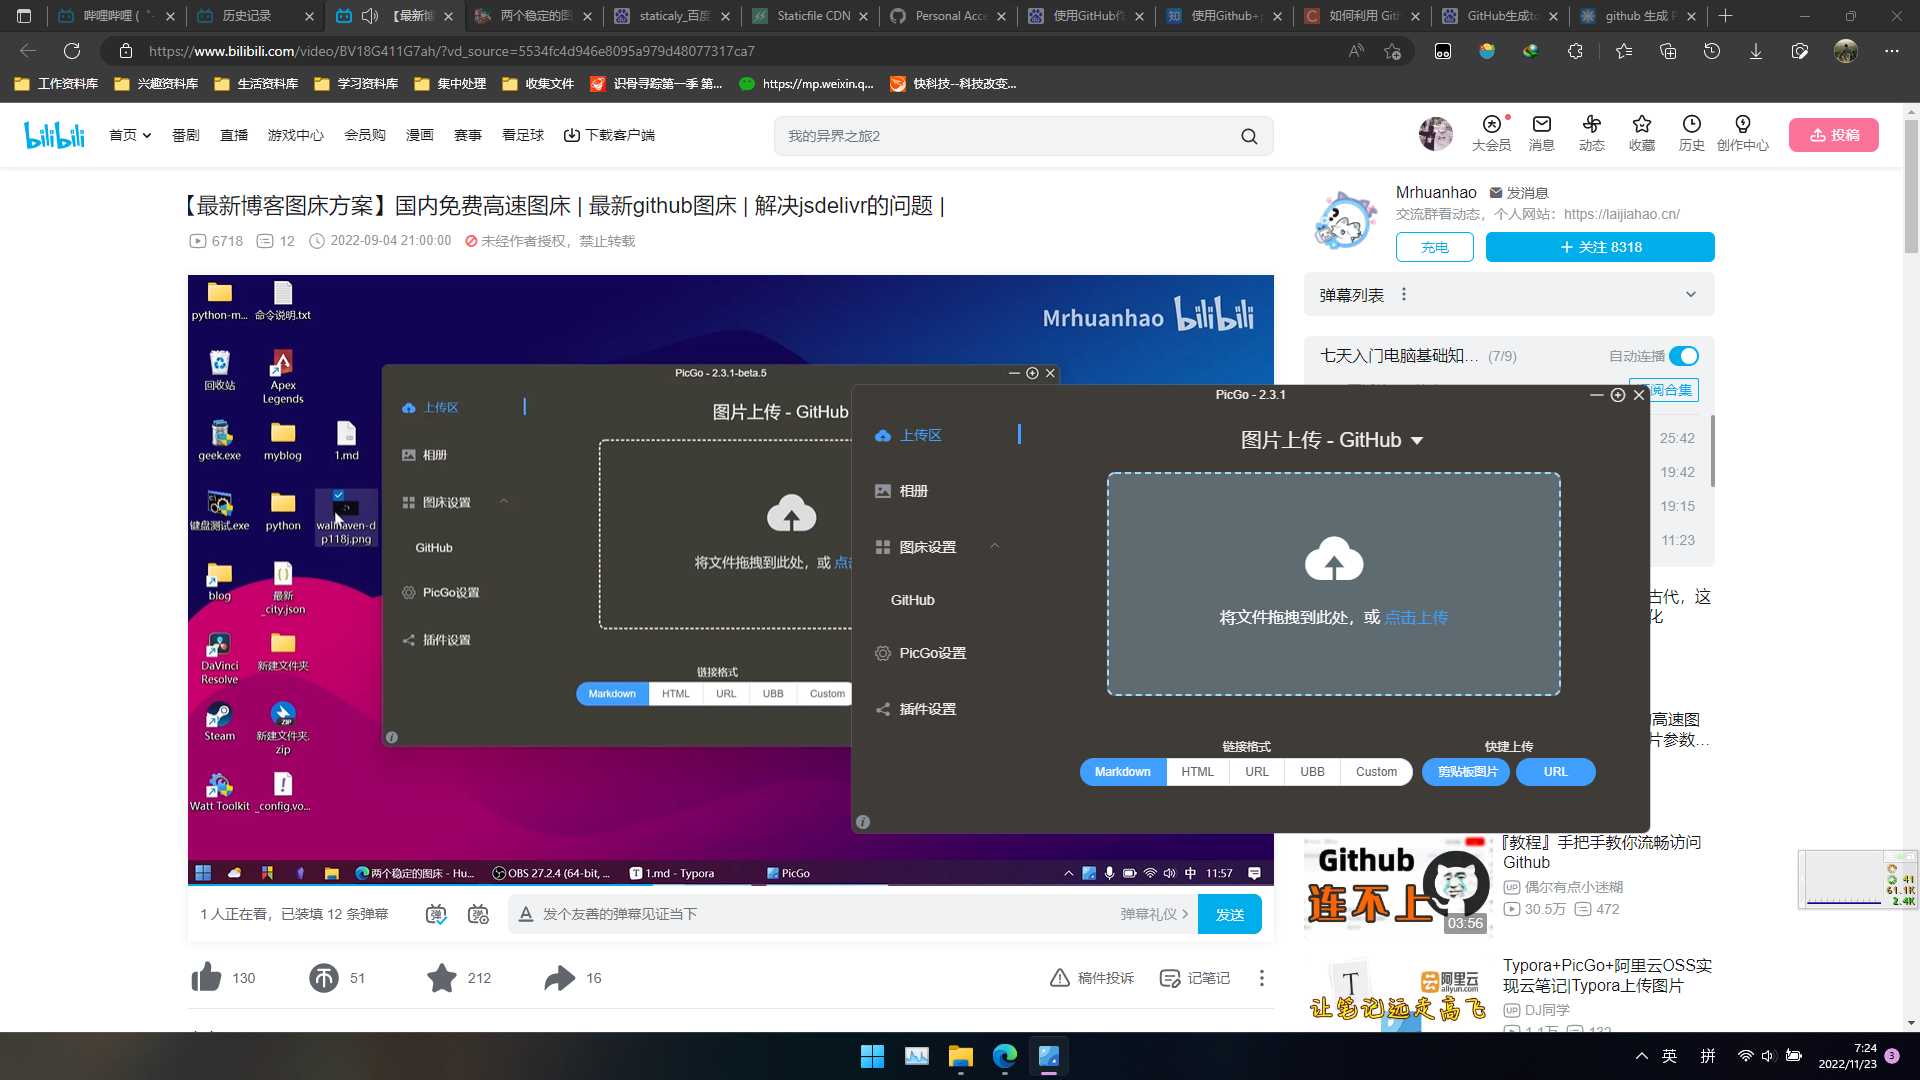 哔哩哔哩 (゜-
历史记录
【最新博
两个稳定的图
staticaly_百度
Staticfile CDN
Personal Acce
使用GitHub作
使用Github+p
如何利用 Gith
GitHub生成to
github 生成 P
https://www.bilibili.com/video/BV18G411G7ah/?vd_source=5534fc4d946e8095a979d48077317ca7
工作资料库
兴趣资料库
生活资料库
学习资料库
集中处理
收集文件
识骨寻踪第一季 第...
https://mp.weixin.q...
快科技--科技改变...
bilibili
首页
番剧
直播
游戏中心
会员购
漫画
赛事
看足球
下载客户端
我的异界之旅2
大会员
消息
动态
收藏
历史
创作中心
投稿
【最新博客图床方案】国内免费高速图床 | 最新github图床 | 解决jsdelivr的问题 |
6718
12
2022-09-04 21:00:00
未经作者授权，禁止转载
Mrhuanhao
发消息
交流群看动态，个人网站：https://laijiahao.cn/
充电
+ 关注 8318
弹幕列表
七天入门电脑基础知... (7/9)
自动连播
阅合集
25:42
19:42
19:15
11:23
python-m...
命令说明.txt
Mrhuanhao bilibili
回收站
Apex Legends
geek.exe
myblog
1.md
键盘测试.exe
python
wallhaven-d
p118j.png
blog
最新
_city.json
DaVinci
Resolve
新建文件夹
Steam
新建文件夹.
zip
Watt Toolkit
_config.vo...
PicGo - 2.3.1-beta.5
上传区
图片上传 - GitHub
相册
图床设置
GitHub
PicGo设置
插件设置
将文件拖拽到此处，或 点击
链接格式
Markdown
HTML
URL
UBB
Custom
PicGo - 2.3.1
上传区
图片上传 - GitHub
相册
图床设置
GitHub
PicGo设置
插件设置
将文件拖拽到此处，或 点击上传
链接格式
快捷上传
Markdown
HTML
URL
UBB
Custom
剪贴板图片
URL
两个稳定的图床 - Hu...
OBS 27.2.4 (64-bit, ...
1.md - Typora
PicGo
中
11:57
古代，这
化
高速图
片参数...
1 人正在看，已装填 12 条弹幕
发个友善的弹幕见证当下
弹幕礼仪
发送
130
51
212
16
稿件投诉
记笔记
Github
连不上
03:56
『教程』手把手教你流畅访问
Github
偶尔有点小迷糊
30.5万
472
阿里云
aliyun.com
让笔记远走高飞
Typora+PicGo+阿里云OSS实
现云笔记|Typora上传图片
DJ同学
1.1万
132
41
61.1K
2.4K
英
拼
7:24
2022/11/23
3